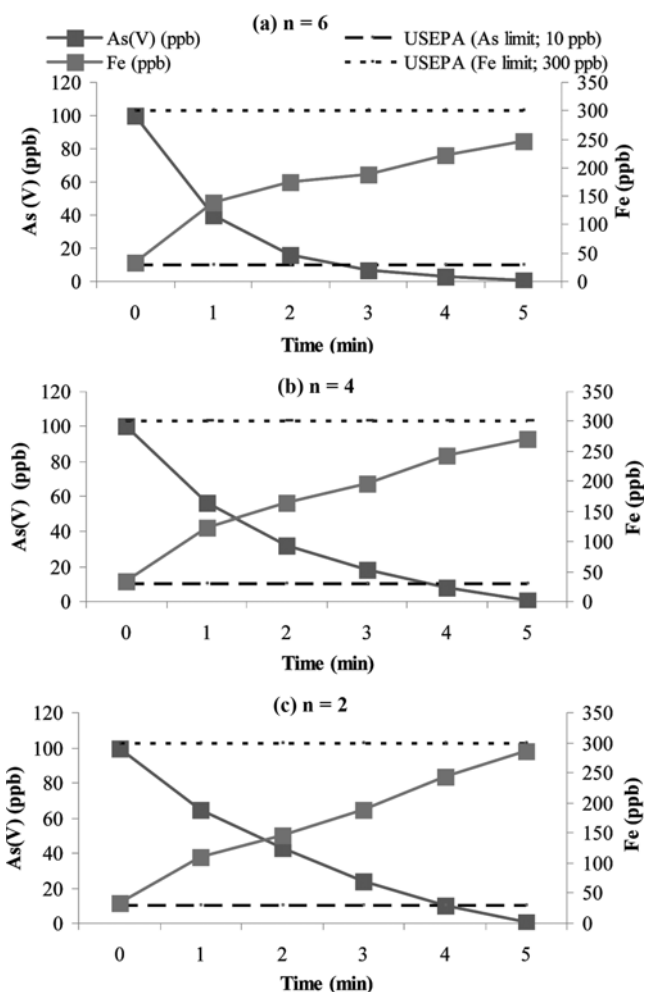 (a) n = 6
As(V) (ppb)
USEPA (As limit; 10 ppb)
Fe (ppb)
USEPA (Fe limit; 300 ppb)
120
100
80
60
40
20
0
As (V) (ppb)
350
300
250
200
150
100
50
0
Fe (ppb)
0 1 2 3 4 5
Time (min)
(b) n = 4
120
100
80
60
40
20
0
As(V) (ppb)
350
300
250
200
150
100
50
0
Fe (ppb)
0 1 2 3 4 5
Time (min)
(c) n = 2
120
100
80
60
40
20
0
As(V) (ppb)
350
300
250
200
150
100
50
0
Fe (ppb)
0 1 2 3 4 5
Time (min)